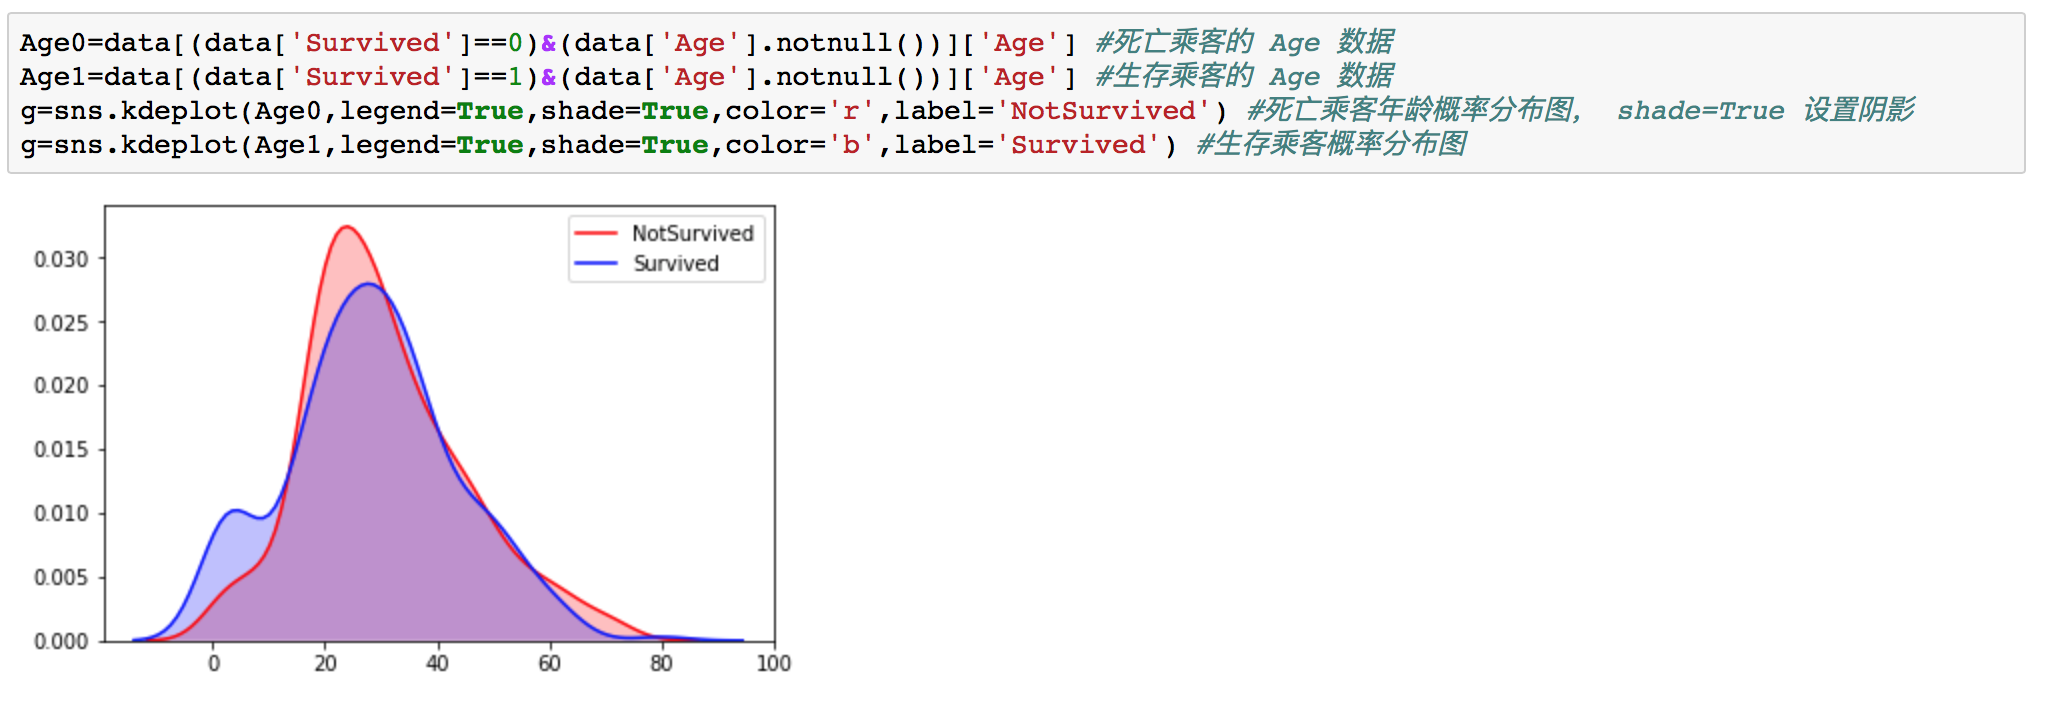 Age0=data[(data['Survived']==0)&(data['Age'].notnull())]['Age'] #死亡乘客的 Age 数据
Age1=data[(data['Survived']==1)&(data['Age'].notnull())]['Age'] #生存乘客的 Age 数据
g=sns.kdeplot(Age0,legend=True,shade=True,color='r',label='NotSurvived') #死亡乘客年龄概率分布图， shade=True 设置阴影
g=sns.kdeplot(Age1,legend=True,shade=True,color='b',label='Survived') #生存乘客概率分布图
NotSurvived
Survived
0.030
0.025
0.020
0.015
0.010
0.005
0.000
0 20 40 60 80 100